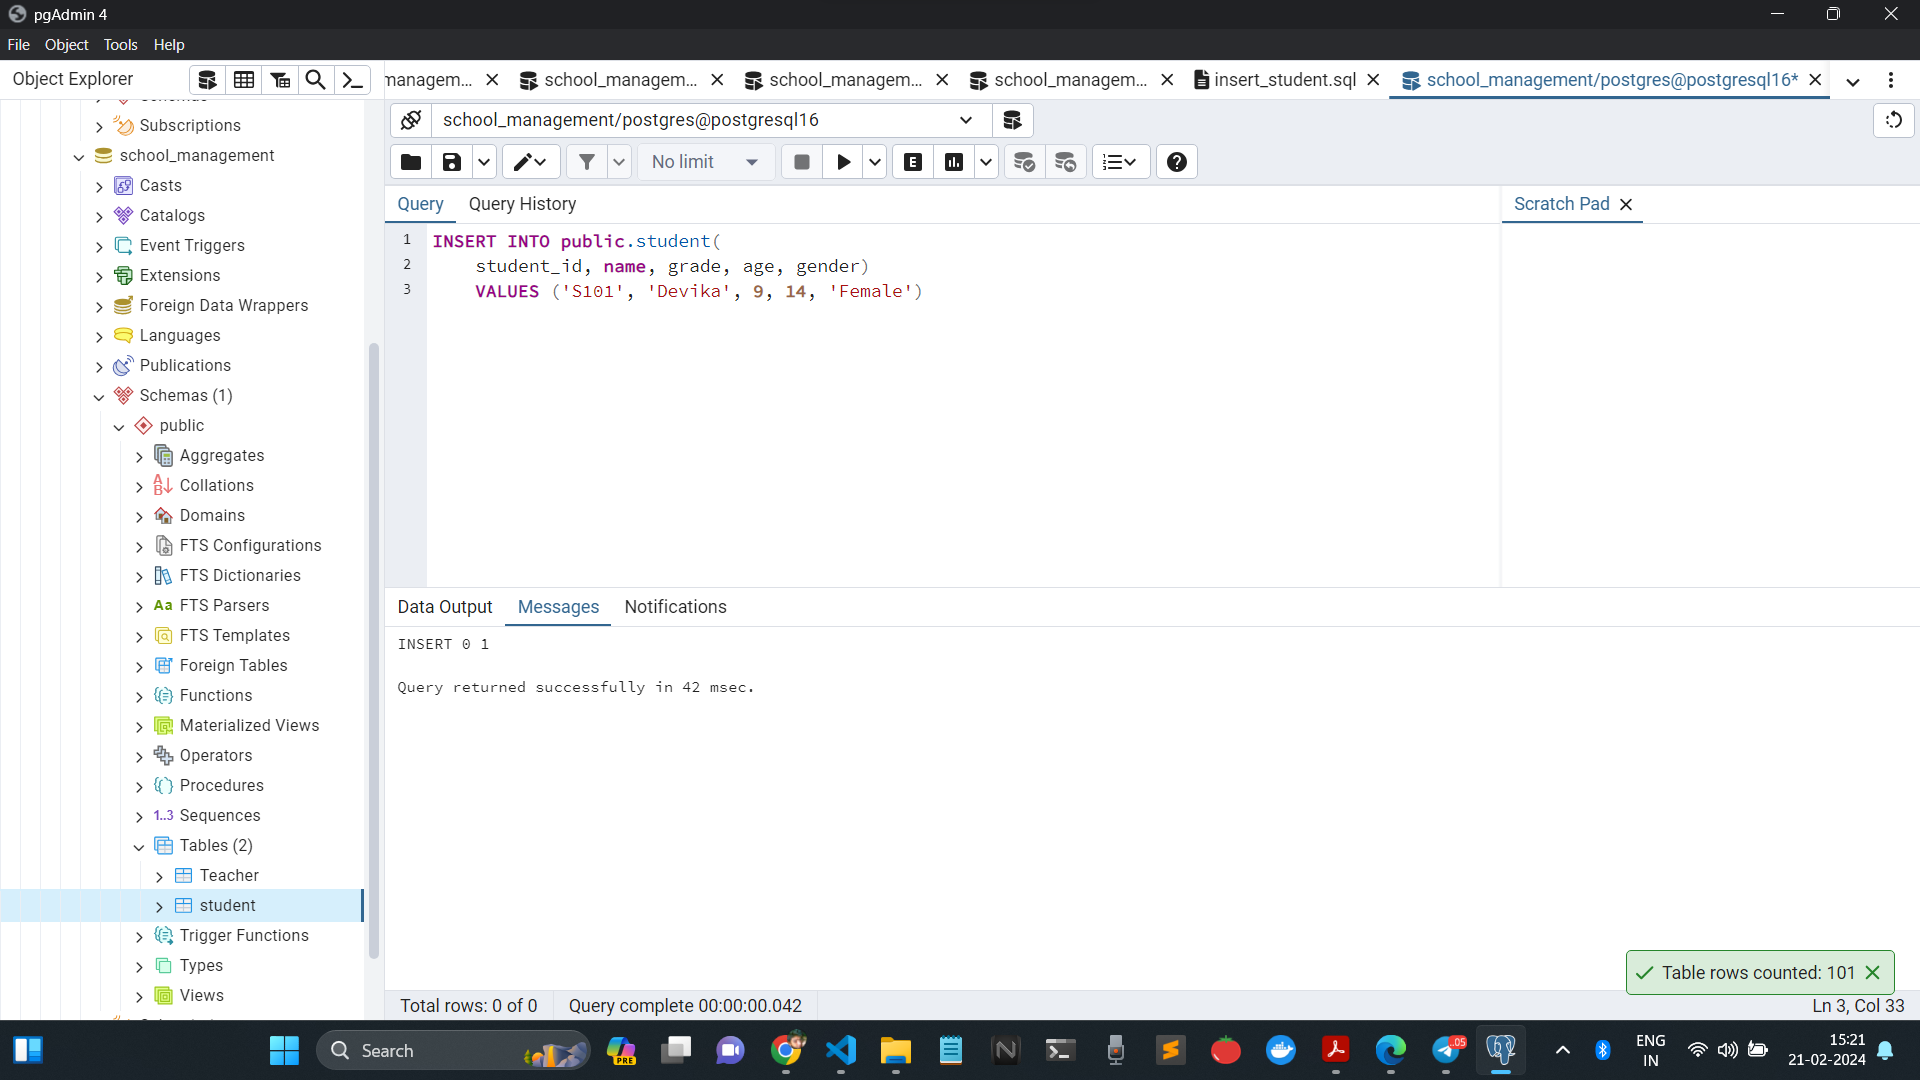 pgAdmin 4
File Object Tools Help
Object Explorer
managem...
school_managem...
school_managem...
school_managem...
insert_student.sql
school_management/postgres@postgresql16*
school_management/postgres@postgresql16
No limit
E
Query
Query History
Scratch Pad
1 INSERT INTO public.student(
2 student_id, name, grade, age, gender)
3 VALUES ('S101', 'Devika', 9, 14, 'Female')
Subscriptions
school_management
Casts
Catalogs
Event Triggers
Extensions
Foreign Data Wrappers
Languages
Publications
Schemas (1)
public
Aggregates
Collations
Domains
FTS Configurations
FTS Dictionaries
Aa FTS Parsers
FTS Templates
Foreign Tables
Functions
Materialized Views
Operators
Procedures
1..3 Sequences
Tables (2)
Teacher
student
Trigger Functions
Types
Views
Data Output Messages Notifications
INSERT 0 1
Query returned successfully in 42 msec.
Table rows counted: 101
Total rows: 0 of 0
Query complete 00:00:00.042
Ln 3, Col 33
Search
PRE
.05
ENG
IN
15:21
21-02-2024